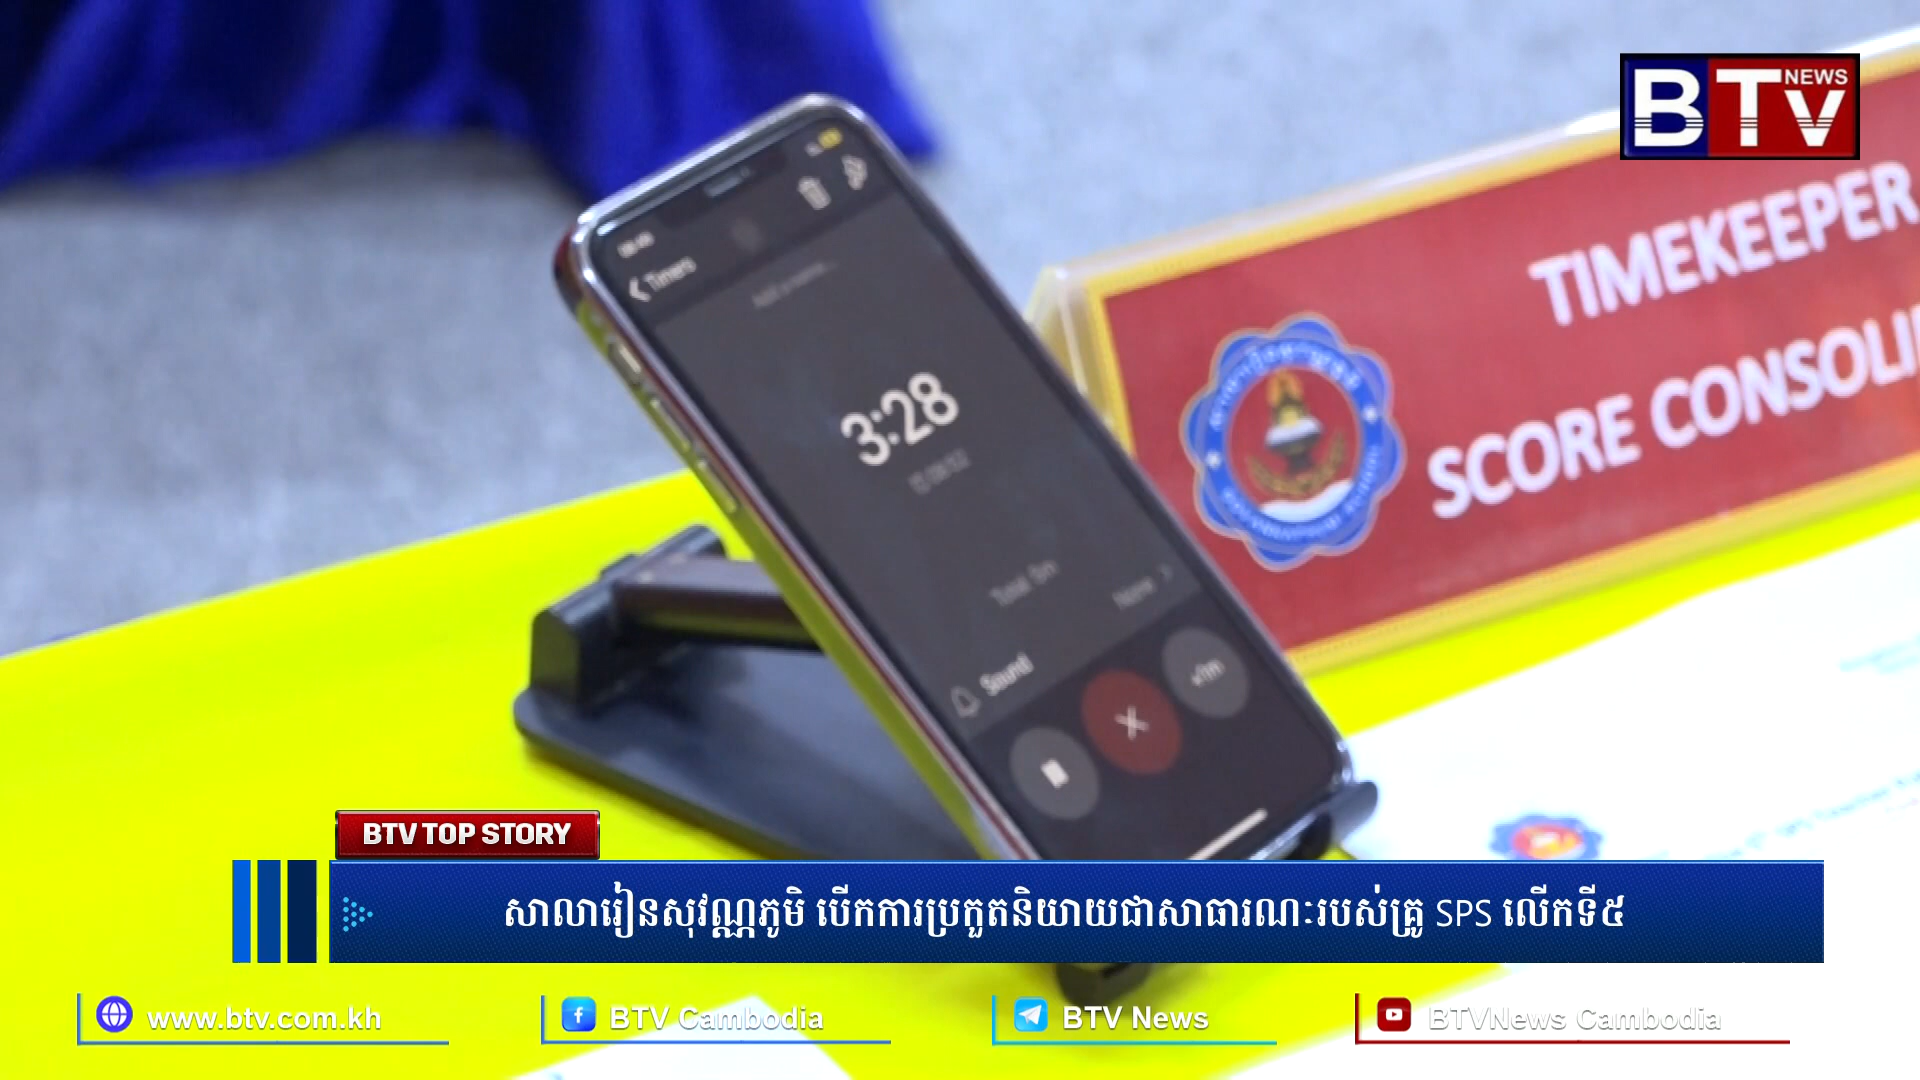 BTV NEWS
Timers
3:28
Sound
TIMEKEEPER
SCORE
BTV TOP STORY
សាលារៀនសុវណ្ណភូមិ បើកការប្រកួតនិយាយជាសាធារណៈរបស់គ្រូ SPS លើកទី៥
www.btv.com.kh
BTV Cambodia
BTV News
BTVNews Cambodia